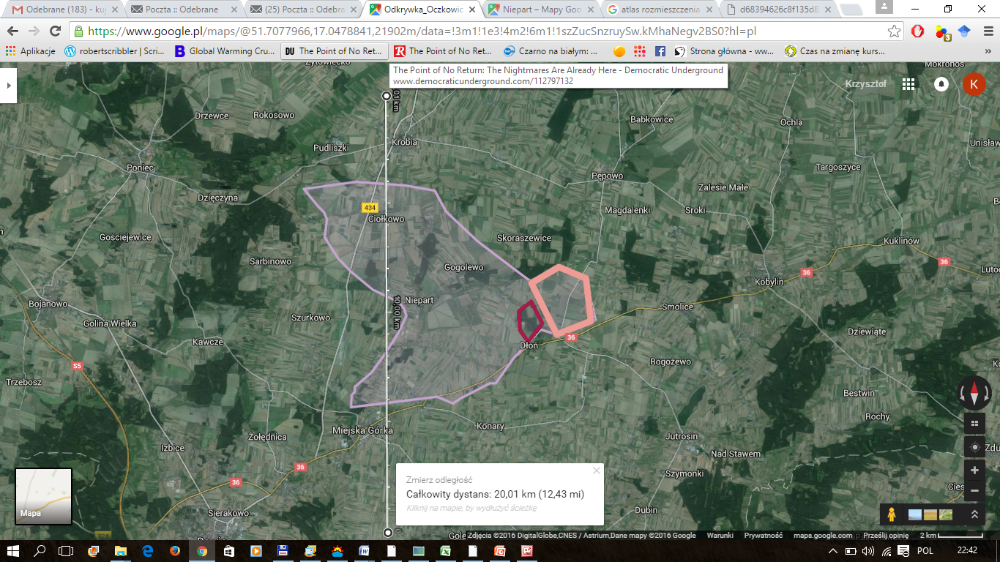 Odebrane (183) - kuj
Poczta :: Odebrane
(25) Poczta :: Odebra
Odkrywka_Oczkowic
Niepart – Mapy Goo
atlas rozmieszczenia
d68394626c8f135d8
https://www.google.pl/maps/@51.7077966,17.0478841,21902m/data=!3m1!1e3!4m2!6m1!1szZucSnzruySw.kMhaNegv2BS0?hl=pl
3
Aplikacje
robertscribbler | Scri...
Global Warming Cru...
DU The Point of No Ret...
The Point of No Ret...
Czarno na białym: ...
Strona główna - ww...
Czas na zmianę kurs...
»
The Point of No Return: The Nightmares Are Already Here - Democratic Underground
www.democraticunderground.com/112797132
Żytowiecko
Mokronos
Krzysztof
K
Drzewce
Rokosowo
Babkowice
Ochla
Unisław
Pudliszki
Krobia
Poniec
Targoszyce
Pępowo
Dzięczyna
Zalesie Małe
434
Ciołkowo
Magdalenki
Sroki
Gościejewice
Skoraszewice
Kuklinów
Sarbinowo
36
Gogolewo
Lutog
36
Kobylin
Bojanowo
Niepart
10,00 km
Smolice
Golina Wielka
Szurkowo
Dziewiąte
Kawcze
36
Dłoń
S5
Rogożewo
Trzebosz
Bestwin
Rochy
Konary
Miejska Górka
Żołędnica
Jutrosin
Izbice
Nad Stawem
36
Zdu
Szymonki
36
Cies
Zmierz odległość
Całkowity dystans: 20,01 km (12,43 mi)
Kliknij na mapie, by wydłużyć ścieżkę
Mapa
Sierakowo
Dubin
Gole
Zdjęcia ©2016 DigitalGlobe,CNES / Astrium,Dane mapy ©2016 Google
Warunki
Prywatność
maps.google.com
Prześlij opinię
2 km
POL
22:42